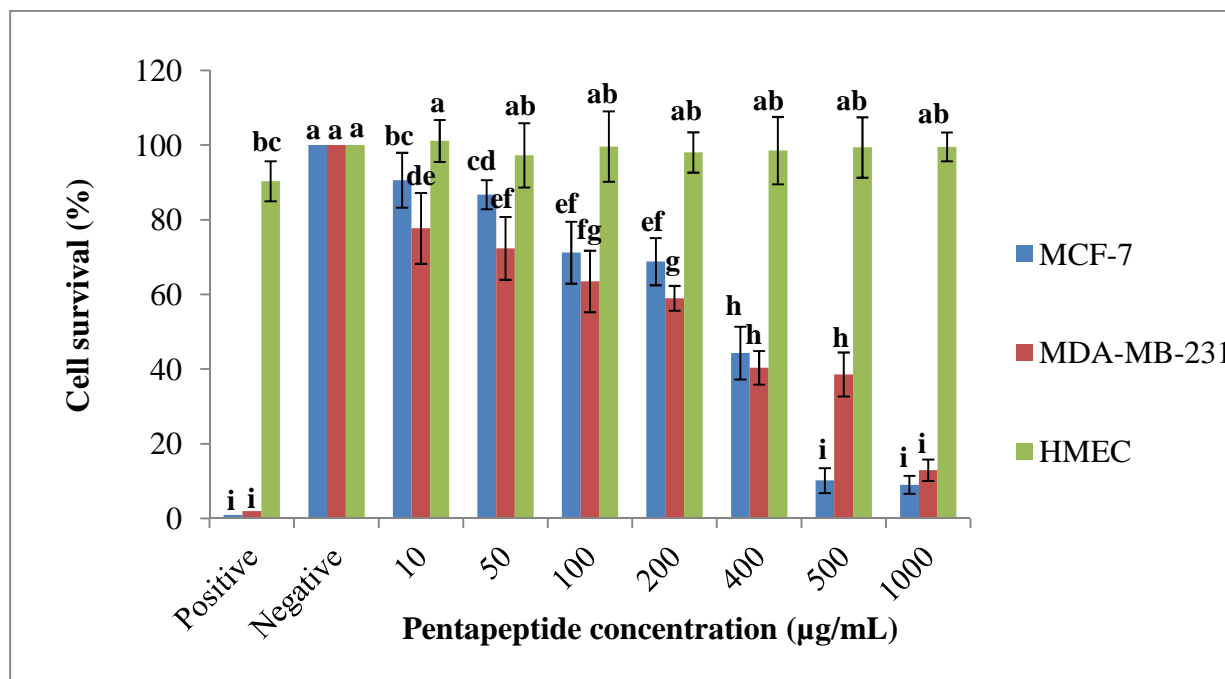 120
100
80
60
40
20
0
Cell survival (%)
i i bc
a a a
bc de a
cd ef ab
ef fg ab
ef g ab
h h ab
i h ab
i i ab
Positive
Negative
10
50
100
200
400
500
1000
Pentapeptide concentration (µg/mL)
MCF-7
MDA-MB-231
HMEC